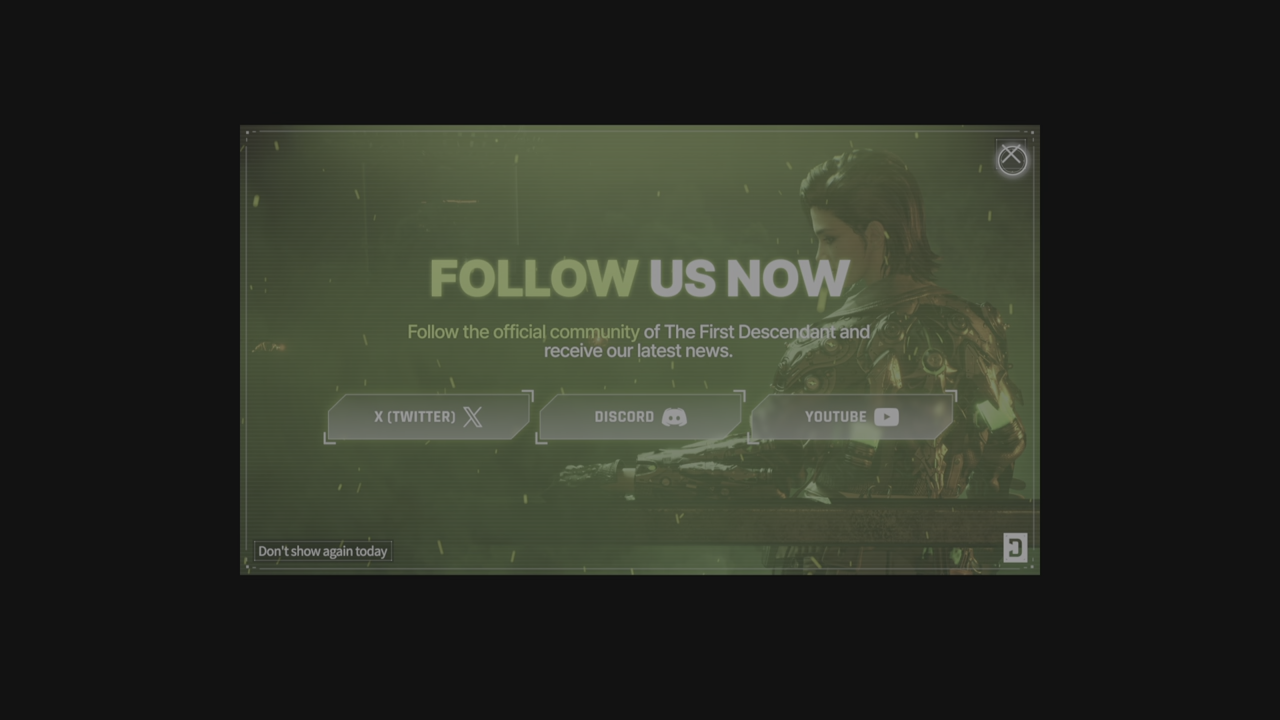 FOLLOW US NOW
Follow the official community of The First Descendant and
receive our latest news.
X (TWITTER)
DISCORD
YOUTUBE
Don't show again today